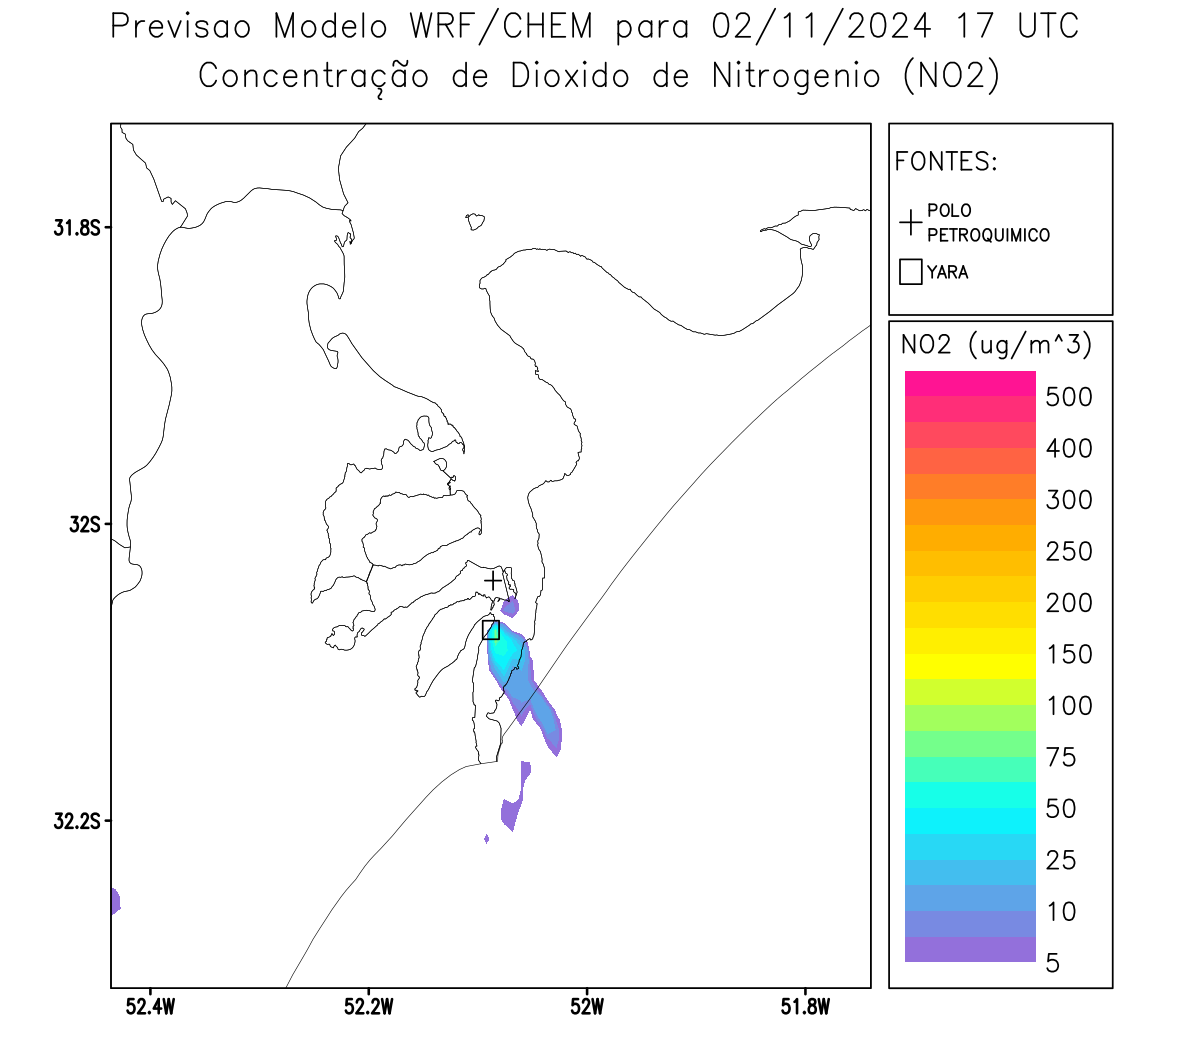 Previsao Modelo WRF/CHEM para 02/11/2024 17 UTC
Concentração de Dioxido de Nitrogenio (NO2)
FONTES:
POLO
PETROQUIMICO
YARA
NO2 (ug/m^3)
500
400
300
250
200
150
100
75
50
25
10
5
31.8S
32S
32.2S
52.4W
52.2W
52W
51.8W